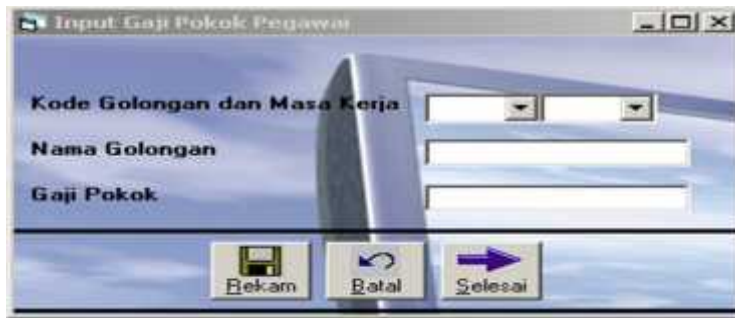 Input Gaji Pokok Pegawai
Kode Golongan dan Masa Kerja
Nama Golongan
Gaji Pokok
Rekam Batal Selesai